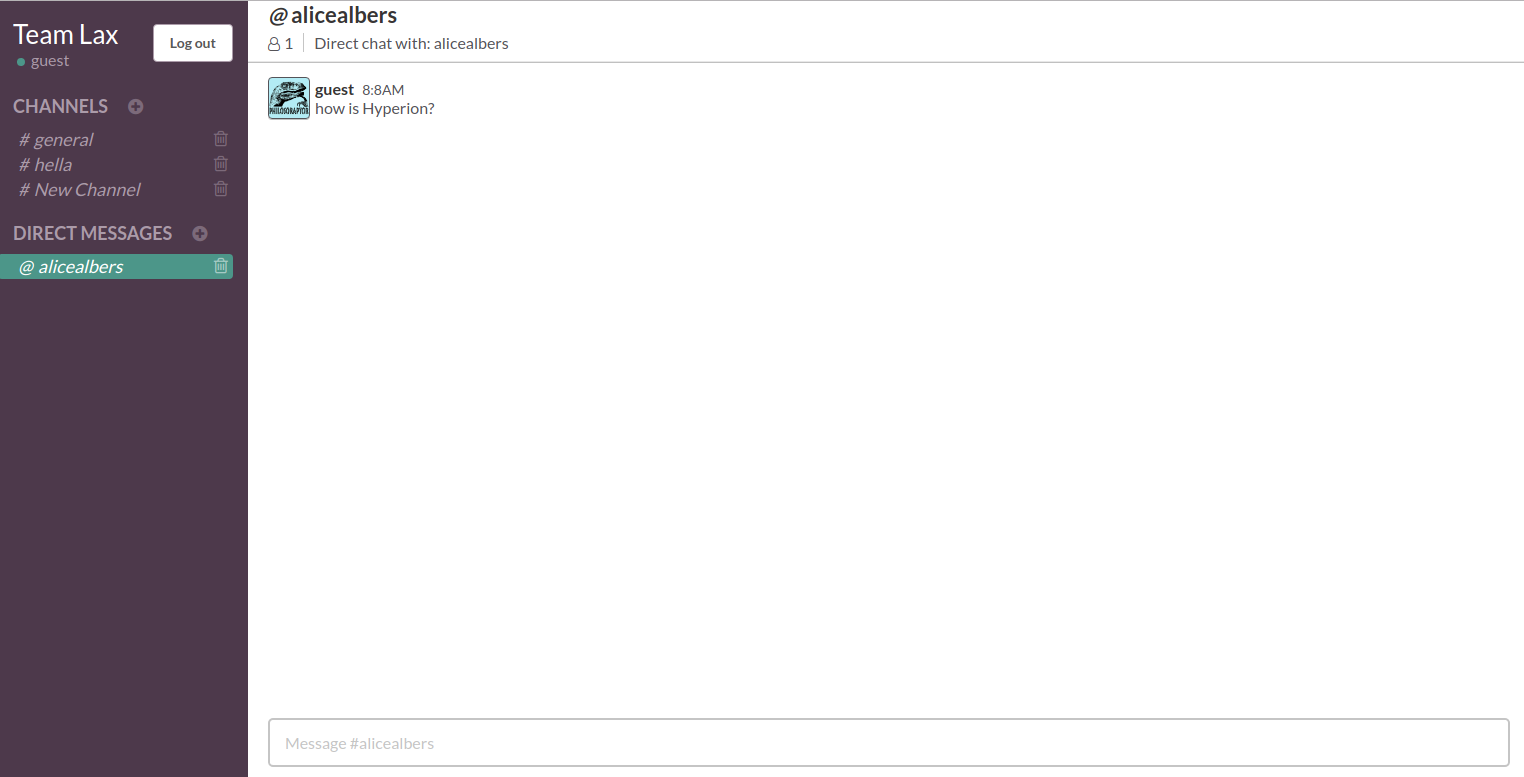 Team Lax
Log out
guest
CHANNELS
# general
# hella
# New Channel
DIRECT MESSAGES
@ alicealbers
@alicealbers
1 Direct chat with: alicealbers
guest 8:8AM
PHILOSORAPTOR
how is Hyperion?
Message #alicealbers